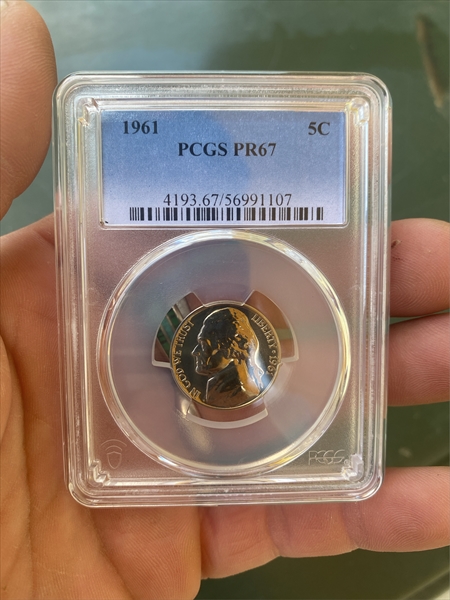 1961 5C
PCGS PR67
4193.67/56991107
IN GOD WE TRUST
LIBERTY 1961
PCGS